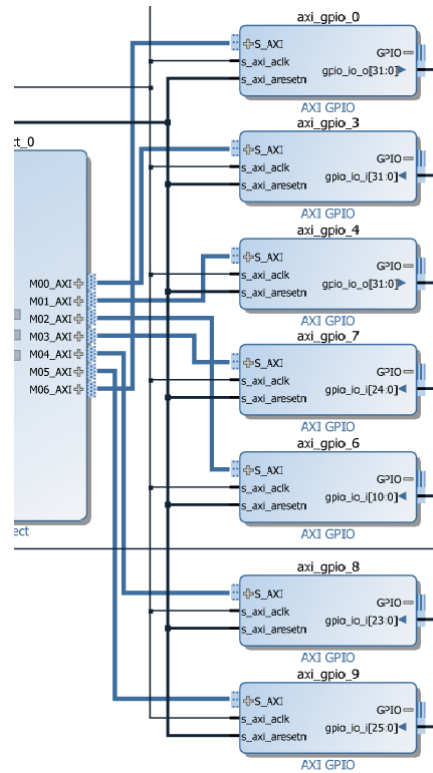 axi_gpio_0
S_AXI
s_axi_aclk
s_axi_aresetn
GPIO
gpio_io_o[31:0]
AXI GPIO
axi_gpio_3
S_AXI
s_axi_aclk
s_axi_aresetn
GPIO
gpio_io_i[31:0]
AXI GPIO
ct_0
M00_AXI
M01_AXI
M02_AXI
M03_AXI
M04_AXI
M05_AXI
M06_AXI
ect
axi_gpio_4
S_AXI
s_axi_aclk
s_axi_aresetn
GPIO
gpio_io_o[31:0]
AXI GPIO
axi_gpio_7
S_AXI
s_axi_aclk
s_axi_aresetn
GPIO
gpio_io_i[24:0]
AXI GPIO
axi_gpio_6
S_AXI
s_axi_aclk
s_axi_aresetn
GPIO
gpio_io_i[10:0]
AXI GPIO
axi_gpio_8
S_AXI
s_axi_aclk
s_axi_aresetn
GPIO
gpio_io_i[23:0]
AXI GPIO
axi_gpio_9
S_AXI
s_axi_aclk
s_axi_aresetn
GPIO
gpio_io_i[25:0]
AXI GPIO